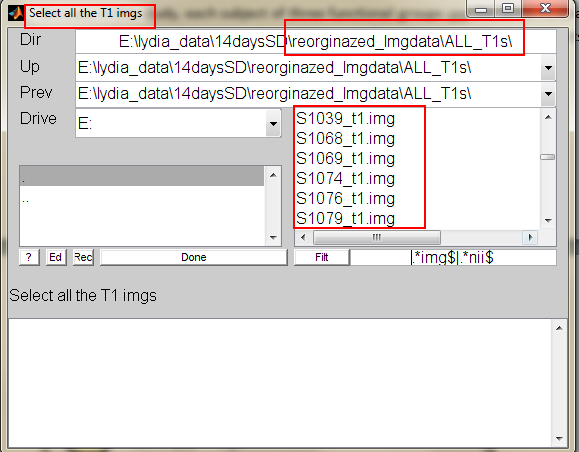 Select all the T1 imgs
Dir E:\lydia_data\14daysSD\reorginazed_Imgdata\ALL_T1s\
Up E:\lydia_data\14daysSD\reorginazed_Imgdata\ALL_T1s\
Prev E:\lydia_data\14daysSD\reorginazed_Imgdata\ALL_T1s\
Drive E:
S1039_t1.img
S1068_t1.img
S1069_t1.img
S1074_t1.img
S1076_t1.img
S1079_t1.img
.
..
? Ed Rec Done Filt .*img$|.*nii$
Select all the T1 imgs